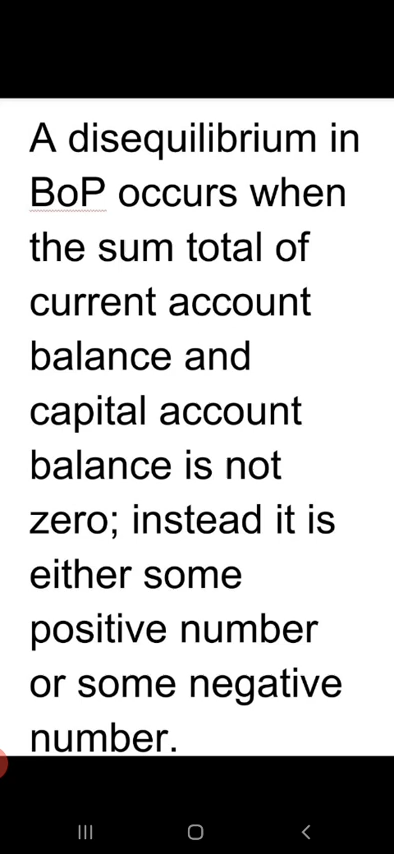 A disequilibrium in
BoP occurs when
the sum total of
current account
balance and
capital account
balance is not
zero; instead it is
either some
positive number
or some negative
number.